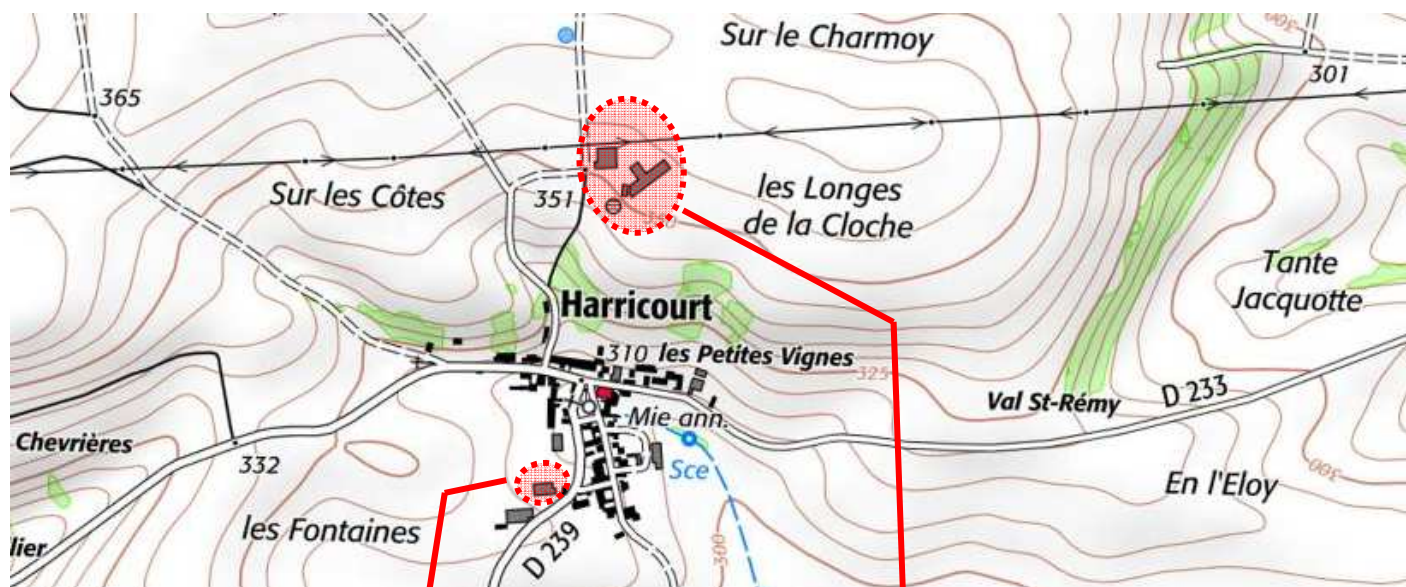 Sur le Charmoy
300
301
365
Sur les Côtes
351
les Longes
de la Cloche
Tante
Jacquotte
Harricourt
310 les Petites Vignes
325
Val St-Rémy
D 233
Mie ann.
Chevrières
332
Sce
En l'Eloy
300
les Fontaines
D 239
300
lier